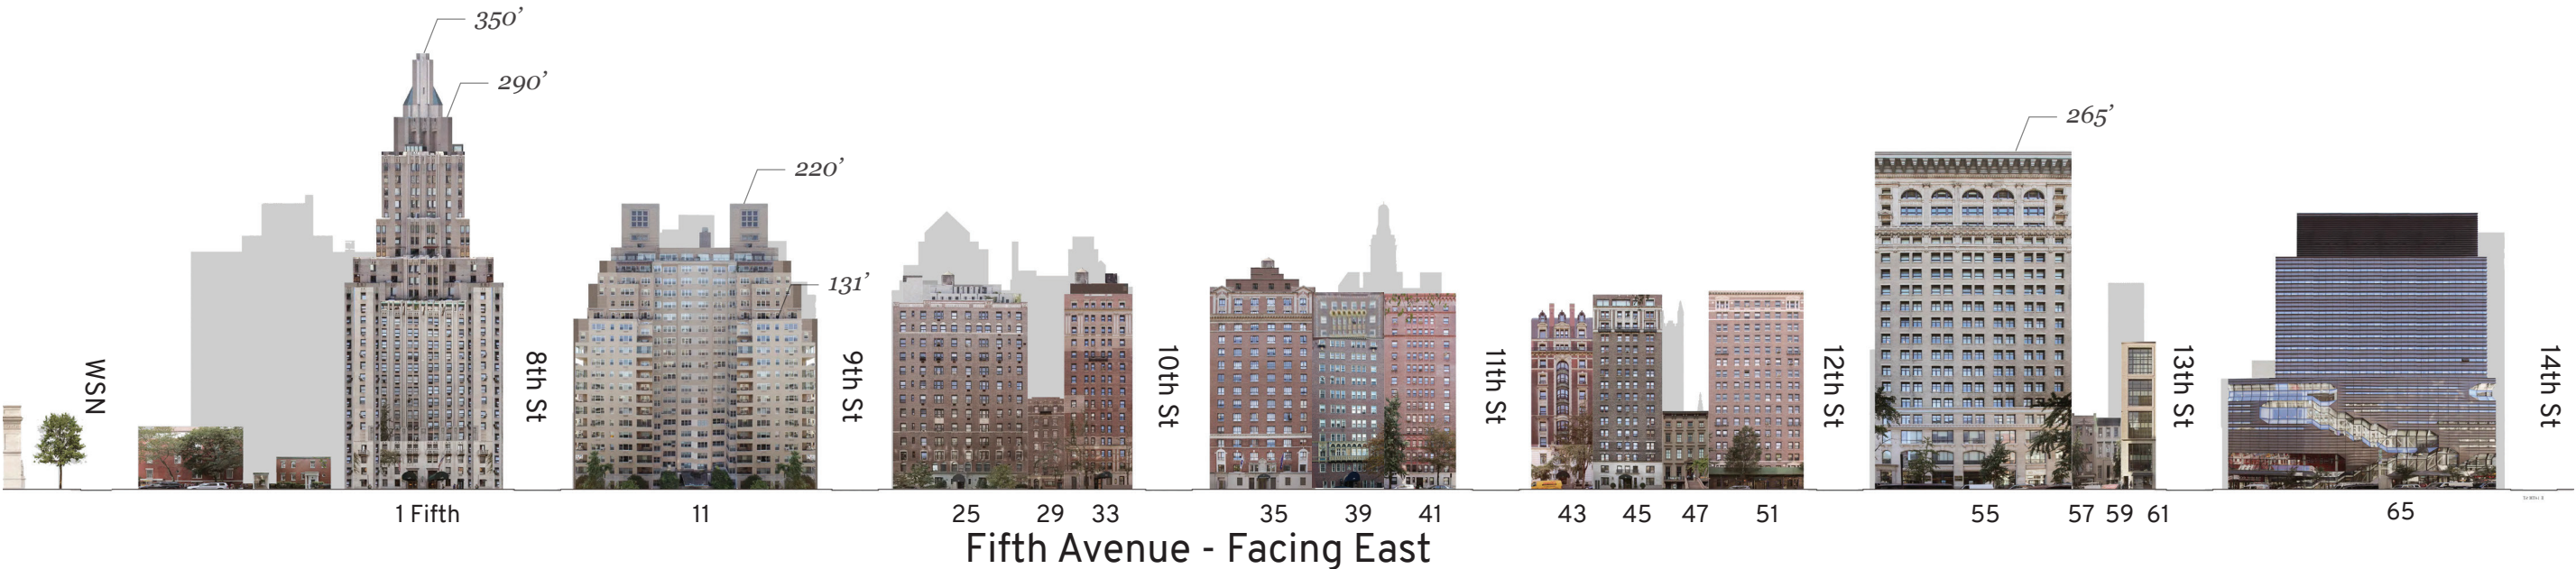 350’
290’
220’
131’
265’
WSN
8th St
9th St
10th St
11th St
12th St
13th St
14th St
1 Fifth
11
25
29
33
35
39
41
43
45
47
51
55
57
59
61
65
Fifth Avenue - Facing East